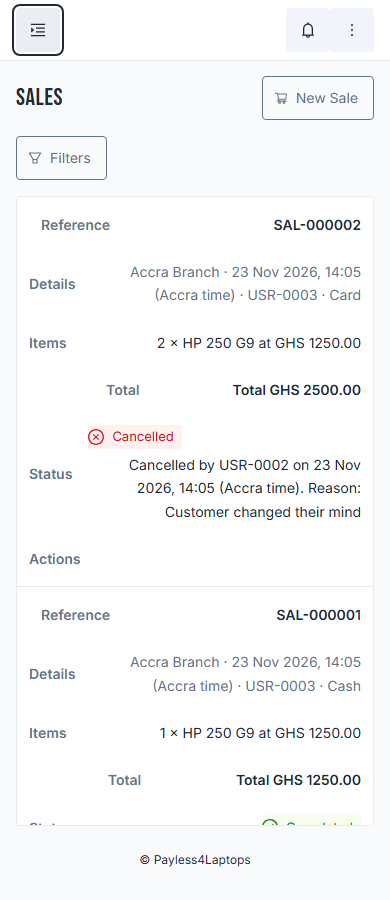 SALES
New Sale
Filters
Reference SAL-000002
Details Accra Branch · 23 Nov 2026, 14:05
(Accra time) · USR-0003 · Card
Items 2 × HP 250 G9 at GHS 1250.00
Total Total GHS 2500.00
Cancelled
Status Cancelled by USR-0002 on 23 Nov
2026, 14:05 (Accra time). Reason:
Customer changed their mind
Actions
Reference SAL-000001
Details Accra Branch · 23 Nov 2026, 14:05
(Accra time) · USR-0003 · Cash
Items 1 × HP 250 G9 at GHS 1250.00
Total Total GHS 1250.00
© Payless4Laptops